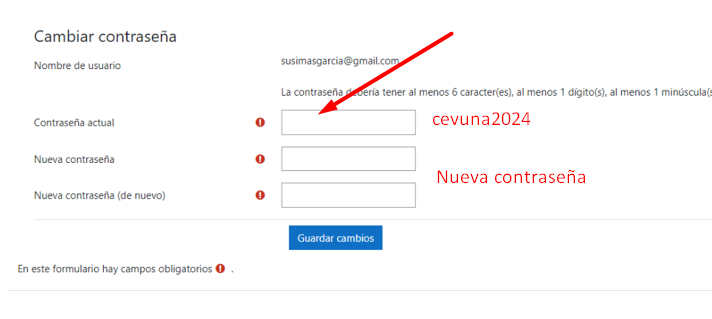 Cambiar contraseña
Nombre de usuario susimasgarcia@gmail.com
La contraseña debería tener al menos 6 caracter(es), al menos 1 dígito(s), al menos 1 minúscula(s
Contraseña actual cevuna2024
Nueva contraseña
Nueva contraseña
Nueva contraseña (de nuevo)
Guardar cambios
En este formulario hay campos obligatorios .